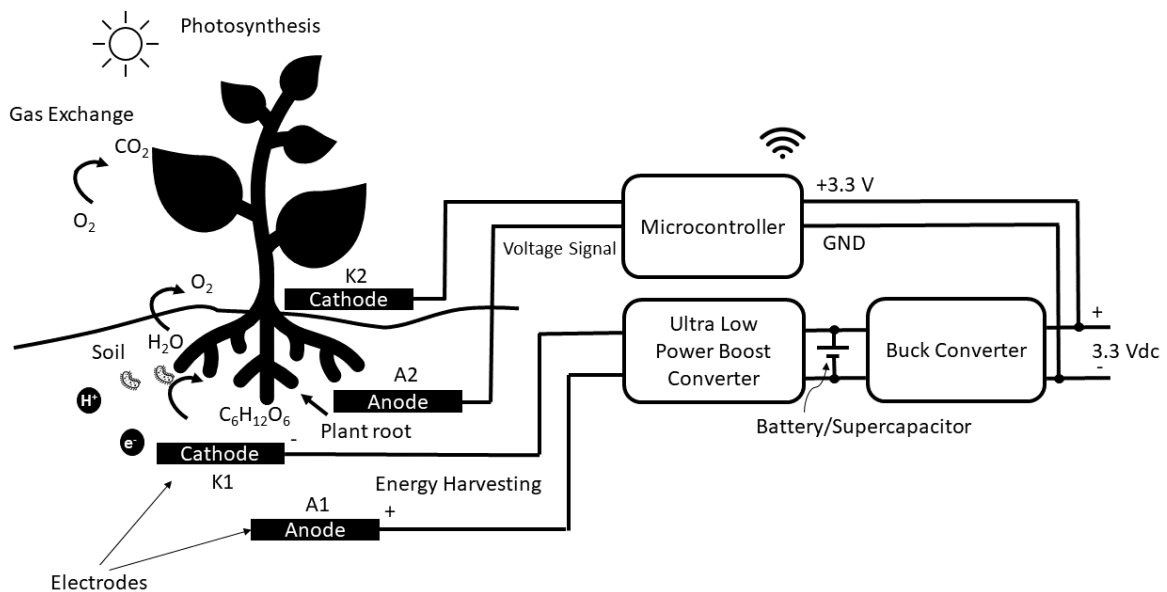 Photosynthesis
Gas Exchange
CO₂
O₂
+3.3 V
Microcontroller
GND
Voltage Signal
K2
Cathode
O₂
H₂O
Soil
Ultra Low
Power Boost
Converter
Buck Converter
+
3.3 Vdc
-
A2
Anode
H⁺
C₆H₁₂O₆
Plant root
Battery/Supercapacitor
e⁻
-
Cathode
K1
Energy Harvesting
A1
+
Anode
Electrodes